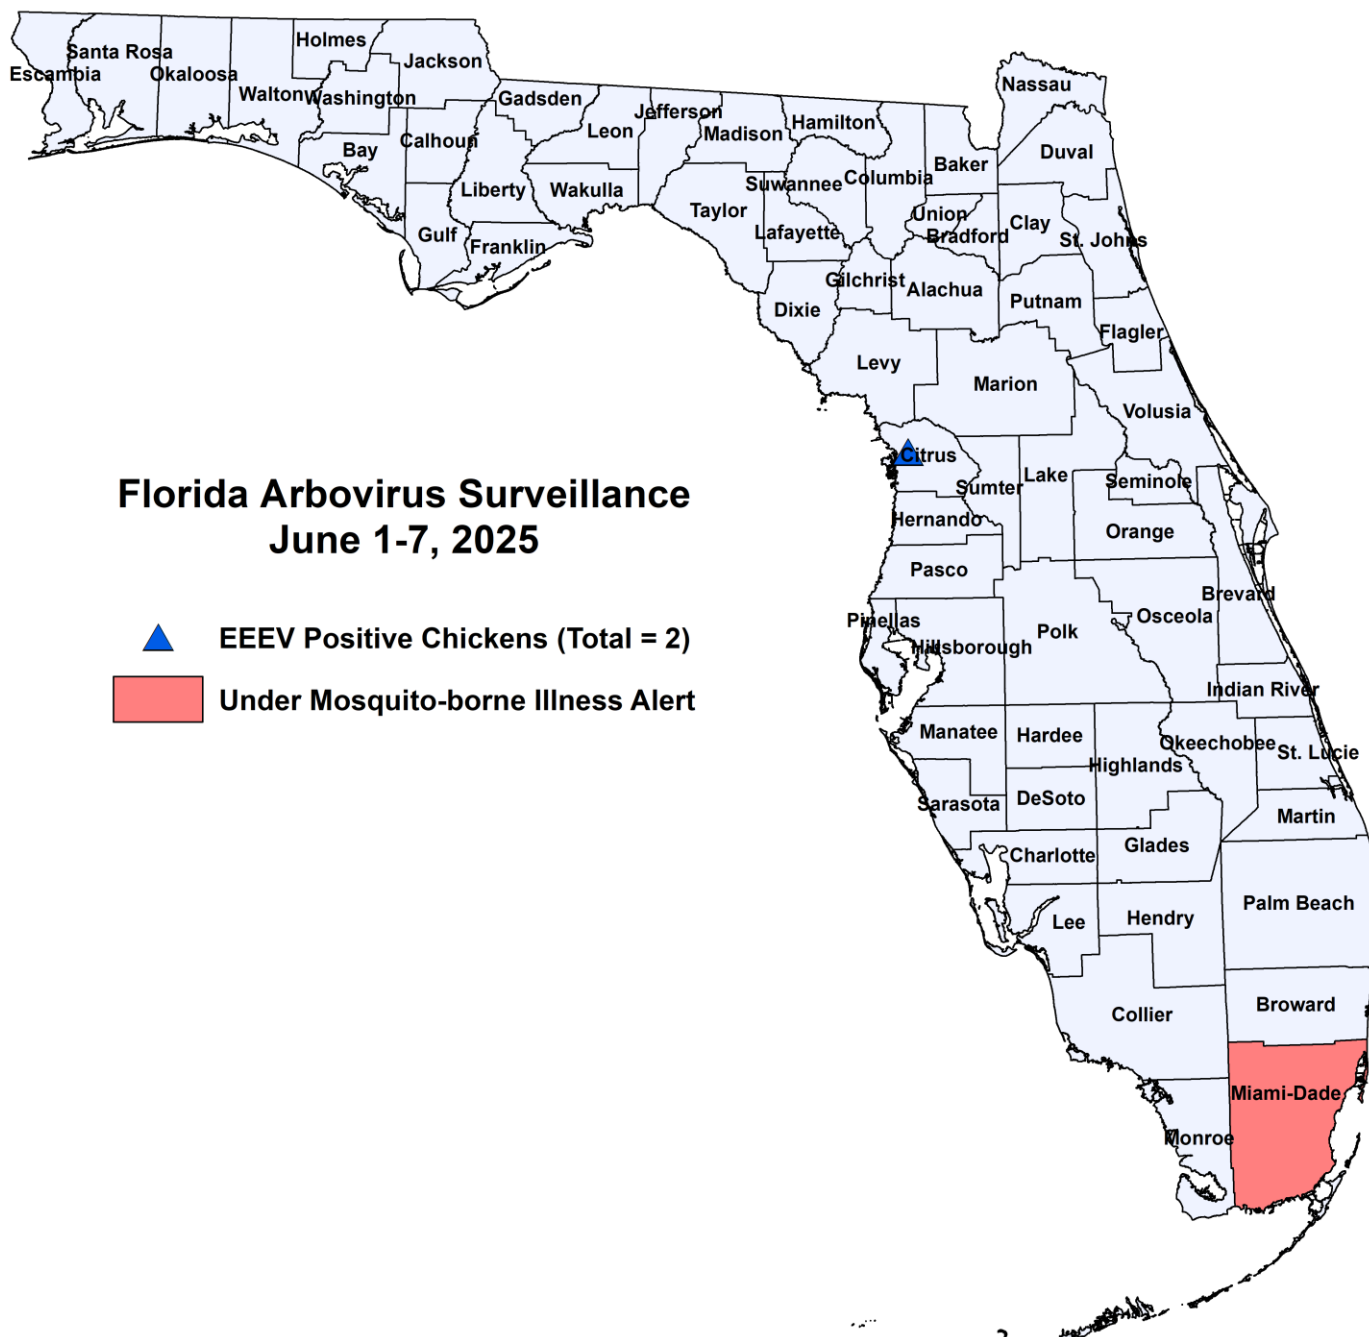 Holmes
Santa Rosa
Jackson
Escambia
Okaloosa
Walton
Washington
Gadsden
Nassau
Jefferson
Leon
Madison
Hamilton
Calhoun
Bay
Baker
Duval
Liberty
Wakulla
Suwannee
Columbia
Taylor
Union
Clay
Lafayette
Bradford
St. Johns
Gulf
Franklin
Gilchrist
Alachua
Dixie
Putnam
Flagler
Levy
Marion
Volusia
Citrus
Lake
Seminole
Sumter
Florida Arbovirus Surveillance
June 1-7, 2025
Hernando
Orange
Pasco
Brevard
Pinellas
Osceola
Polk
Hillsborough
EEEV Positive Chickens (Total = 2)
Indian River
Under Mosquito-borne Illness Alert
Manatee
Hardee
Okeechobee
St. Lucie
Highlands
Sarasota
DeSoto
Martin
Charlotte
Glades
Palm Beach
Lee
Hendry
Collier
Broward
Miami-Dade
Monroe